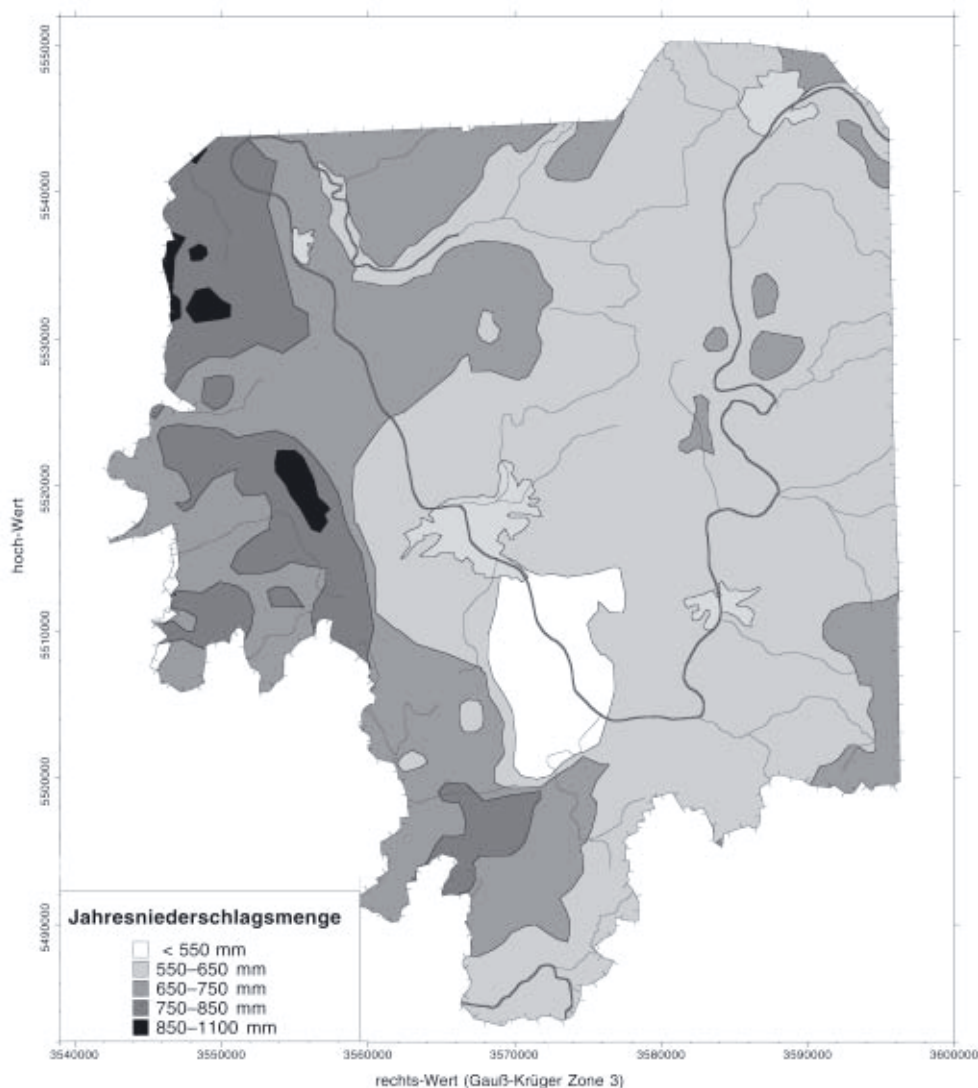 5550000
5540000
5530000
5520000
5510000
5500000
5490000
hoch-Wert
Jahresniederschlagsmenge
< 550 mm
550–650 mm
650–750 mm
750–850 mm
850–1100 mm
3540000 3550000 3560000 3570000 3580000 3590000 3600000
rechts-Wert (Gauß-Krüger Zone 3)